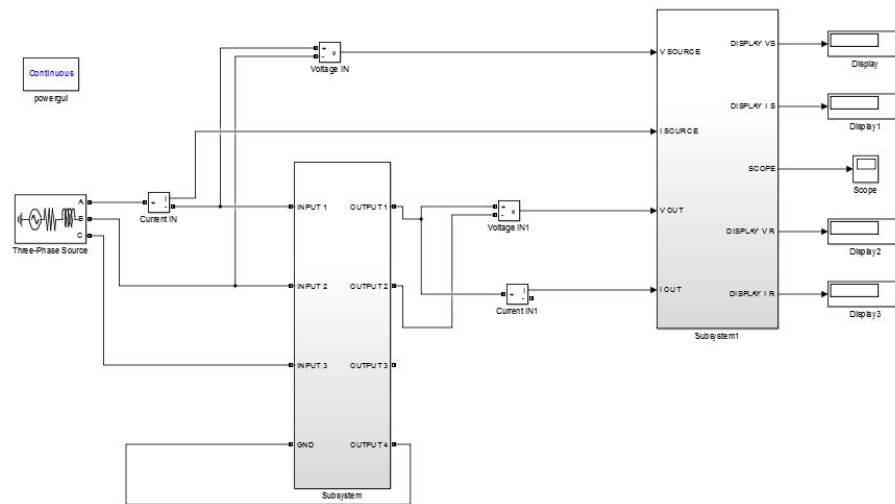 Continuous
powergui
Three-Phase Source
A
B
C
+
i
-
Current IN
+
-
v
Voltage IN
INPUT 1
INPUT 2
INPUT 3
GND
OUTPUT 1
OUTPUT 2
OUTPUT 3
OUTPUT 4
Subsystem
+
-
v
Voltage IN1
+
i
-
Current IN1
V SOURCE
I SOURCE
V OUT
I OUT
DISPLAY VS
DISPLAY I S
SCOPE
DISPLAY V R
DISPLAY I R
Subsystem1
Display
Display1
Scope
Display2
Display3